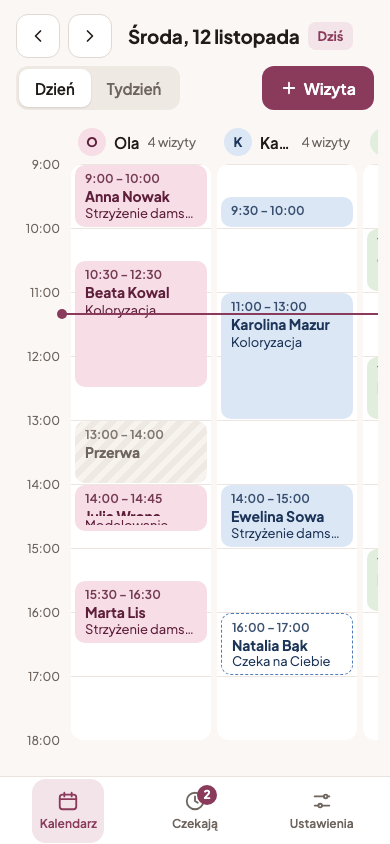 Środa, 12 listopada
Dziś
Dzień
Tydzień
Wizyta
O
Ola
4 wizyty
K
Ka...
4 wizyty
9:00
10:00
11:00
12:00
13:00
14:00
15:00
16:00
17:00
18:00
9:00 – 10:00
Anna Nowak
Strzyżenie dams...
10:30 – 12:30
Beata Kowal
Koloryzacja
13:00 – 14:00
Przerwa
14:00 – 14:45
Modelowanie
15:30 – 16:30
Marta Lis
Strzyżenie dams...
9:30 – 10:00
11:00 – 13:00
Karolina Mazur
Koloryzacja
14:00 – 15:00
Ewelina Sowa
Strzyżenie dams...
16:00 – 17:00
Natalia Bąk
Czeka na Ciebie
Kalendarz
2
Czekają
Ustawienia